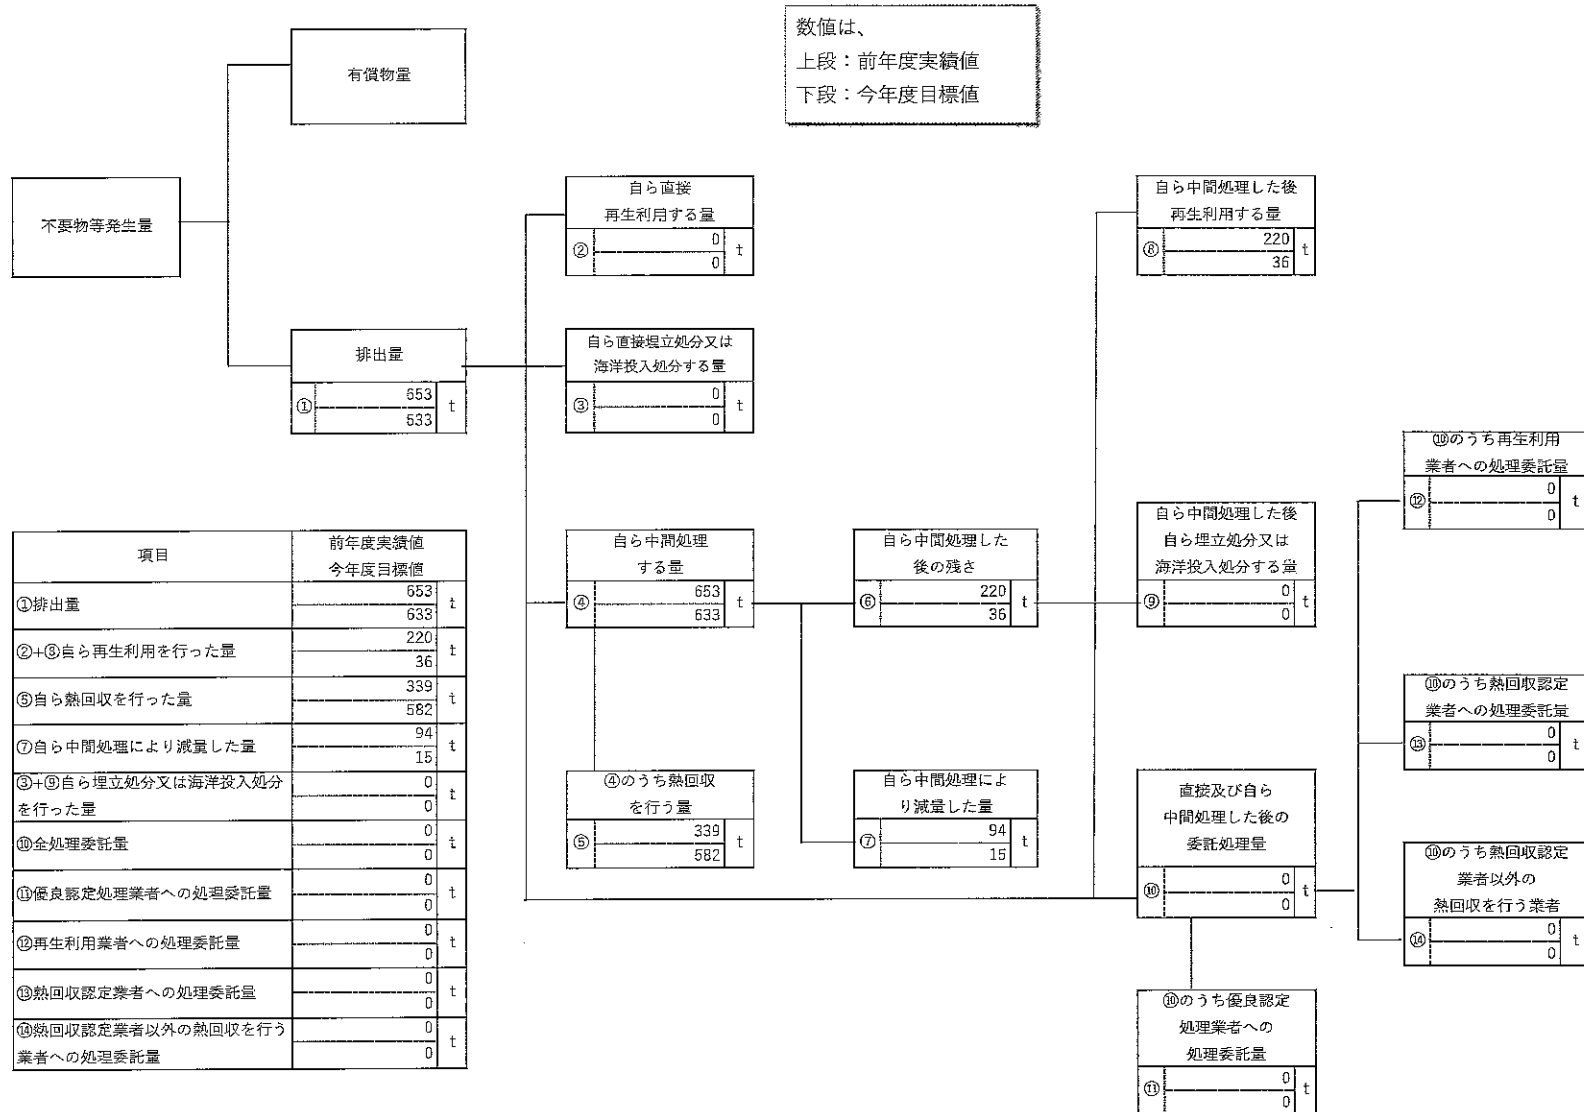 数値は、
上段：前年度実績値
下段：今年度目標値
有償物量
不要物等発生量
排出量
①
653
633
t
自ら直接
再生利用する量
②
0
0
t
自ら直接埋立処分又は
海洋投入処分する量
③
0
0
t
自ら中間処理
する量
④
653
633
t
④のうち熱回収
を行う量
⑤
339
582
t
自ら中間処理した
後の残さ
⑥
220
36
t
自ら中間処理によ
り減量した量
⑦
94
15
t
自ら中間処理した後
再生利用する量
⑧
220
36
t
自ら中間処理した後
自ら埋立処分又は
海洋投入処分する量
⑨
0
0
t
直接及び自ら
中間処理した後の
委託処理量
⑩
0
0
t
⑩のうち優良認定
処理業者への
処理委託量
⑪
0
0
t
⑩のうち再生利用
業者への処理委託量
⑫
0
0
t
⑩のうち熱回収認定
業者への処理委託量
⑬
0
0
t
⑩のうち熱回収認定
業者以外の
熱回収を行う業者
⑭
0
0
t
項目
前年度実績値
今年度目標値
①排出量
653
633
t
②+⑧自ら再生利用を行った量
220
36
t
⑤自ら熱回収を行った量
339
582
t
⑦自ら中間処理により減量した量
94
15
t
③+⑨自ら埋立処分又は海洋投入処分
を行った量
0
0
t
⑩全処理委託量
0
0
t
⑪優良認定処理業者への処理委託量
0
0
t
⑫再生利用業者への処理委託量
0
0
t
⑬熱回収認定業者への処理委託量
0
0
t
⑭熱回収認定業者以外の熱回収を行う
業者への処理委託量
0
0
t